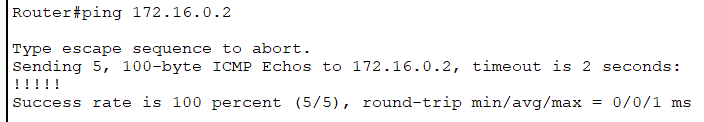 Router#ping 172.16.0.2
Type escape sequence to abort.
Sending 5, 100-byte ICMP Echos to 172.16.0.2, timeout is 2 seconds:
!!!!!
Success rate is 100 percent (5/5), round-trip min/avg/max = 0/0/1 ms